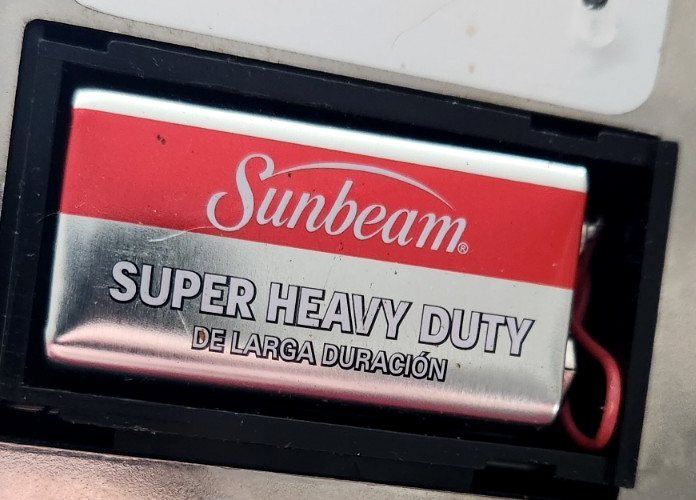 Sunbeam®
SUPER HEAVY DUTY
DE LARGA DURACIÓN